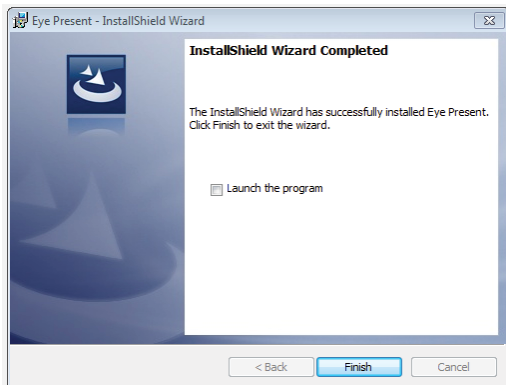 Eye Present - InstallShield Wizard
InstallShield Wizard Completed
The InstallShield Wizard has successfully installed Eye Present.
Click Finish to exit the wizard.
Launch the program
< Back Finish Cancel